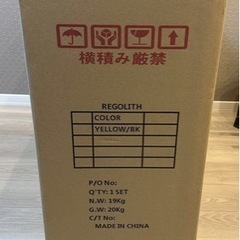 横積み厳禁
REGOLITH
COLOR
YELLOW/BK
P/O No:
Q'TY: 1 SET
N.W: 19Kg
G.W: 20Kg
C/T No:
MADE IN CHINA